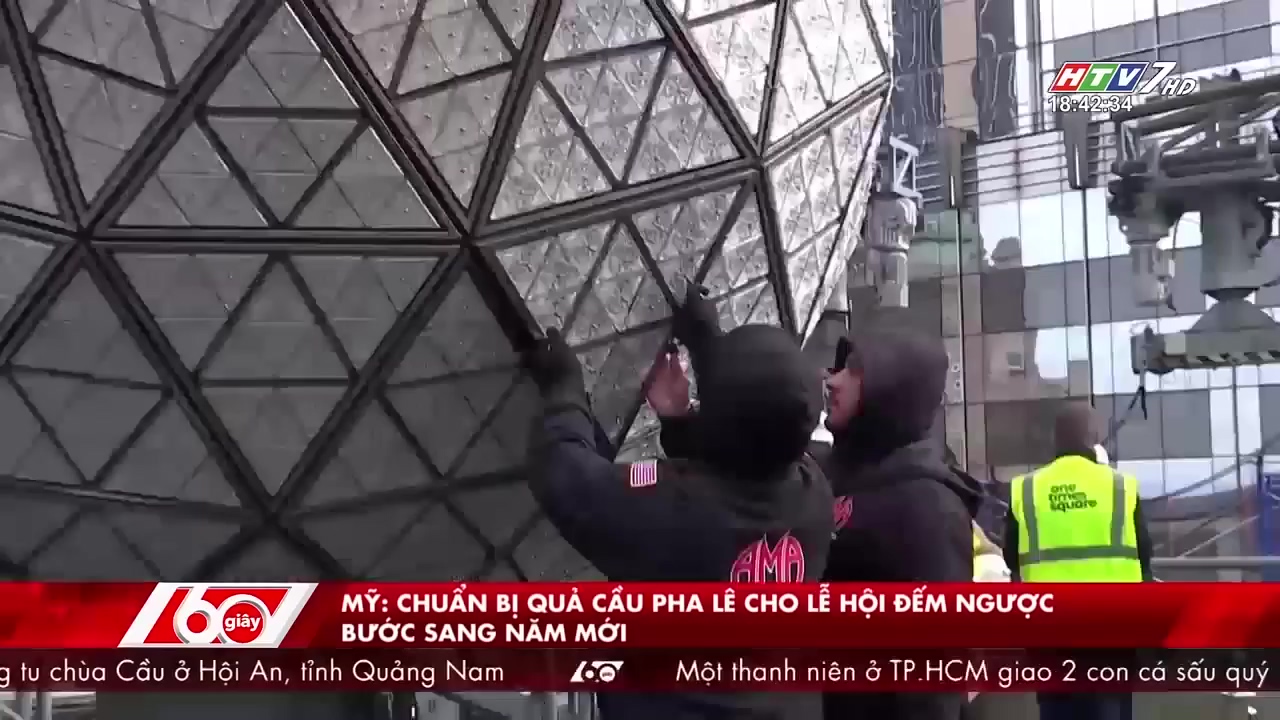 HTV7 HD
18:42:34
one
times
square
AMA
60 giây
MỸ: CHUẨN BỊ QUẢ CẦU PHA LÊ CHO LỄ HỘI ĐẾM NGƯỢC
BƯỚC SANG NĂM MỚI
g tu chùa Cầu ở Hội An, tỉnh Quảng Nam 60 giây Một thanh niên ở TP.HCM giao 2 con cá sấu quý